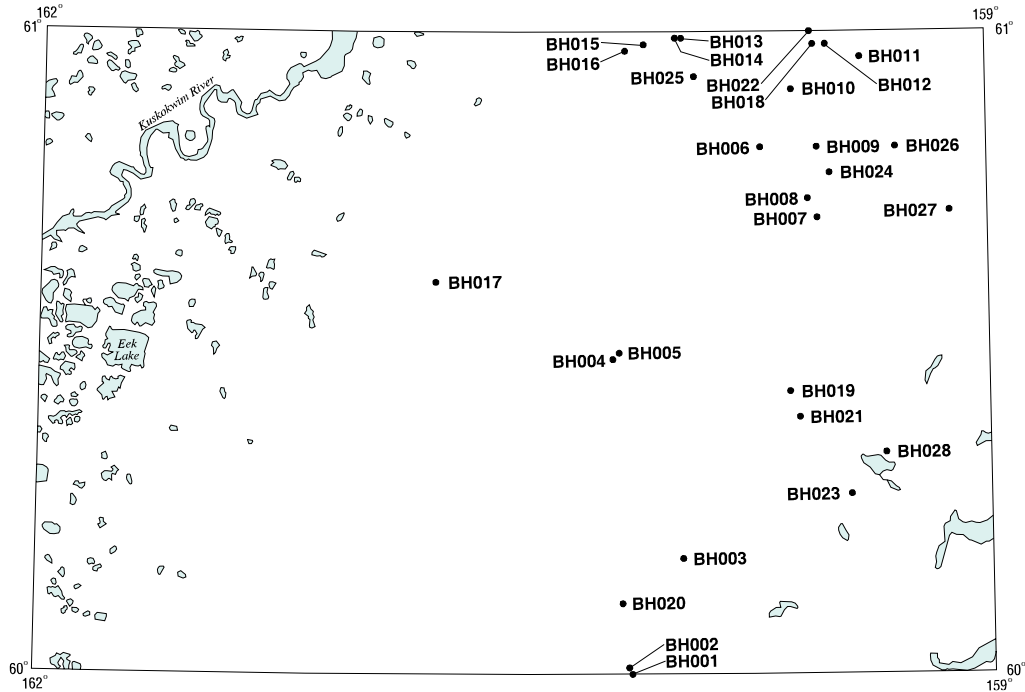 162°
159°
61°
61°
BH015
BH013
BH016
BH014
BH011
BH025
BH022
BH012
BH010
BH018
Kuskokwim River
BH006
BH009
BH026
BH024
BH008
BH027
BH007
BH017
Eek
Lake
BH005
BH004
BH019
BH021
BH028
BH023
BH003
BH020
BH002
BH001
60°
60°
162°
159°